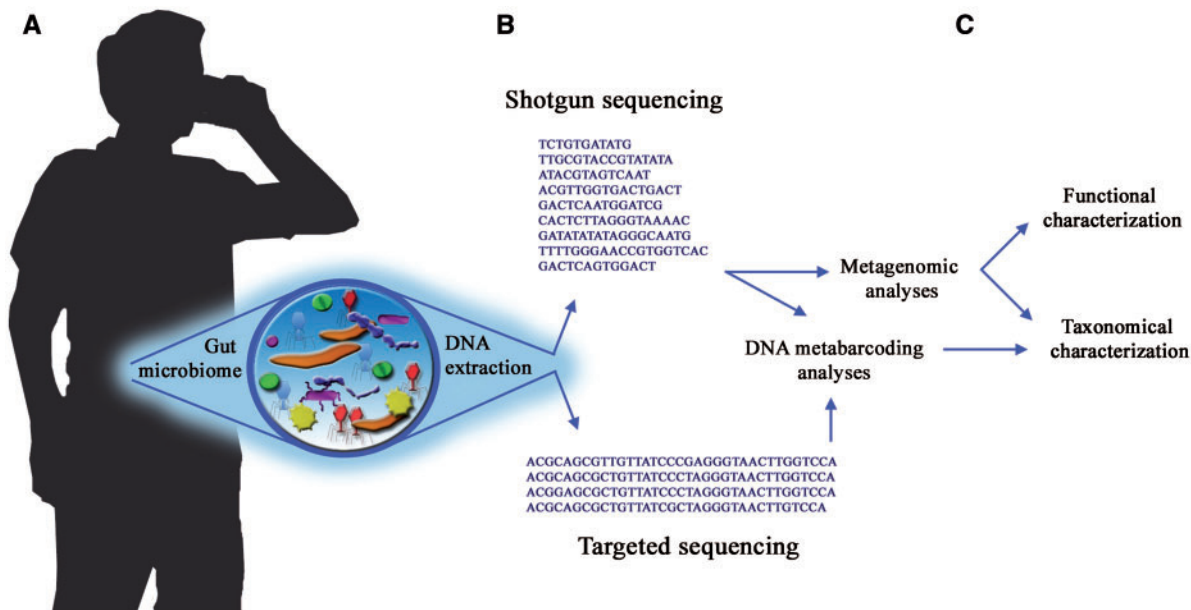 A
B
C
Shotgun sequencing
TCTGTGATATG
TTGCGTACCGTATATA
ATACGTAGTCAAT
ACGTTGGTGACTGACT
GACTCAATGGATCG
CACTCTTAGGGTAAAAC
GATATATATAGGGCAATG
TTTTGGGAACCGTGGTCAC
GACTCAGTGGACT
Gut
microbiome
DNA
extraction
Metagenomic
analyses
DNA metabarcoding
analyses
Functional
characterization
Taxonomical
characterization
ACGCAGCGTTGTTATCCCGAGGGTAACTTGGTCCA
ACGCAGCGCTGTTATCCCTAGGGTAACTTGGTCCA
ACGGAGCGCTGTTATCCCTAGGGTAACTTGGTCCA
ACGCAGCGCTGTTATCGCTAGGGTAACTTGTCCA
Targeted sequencing